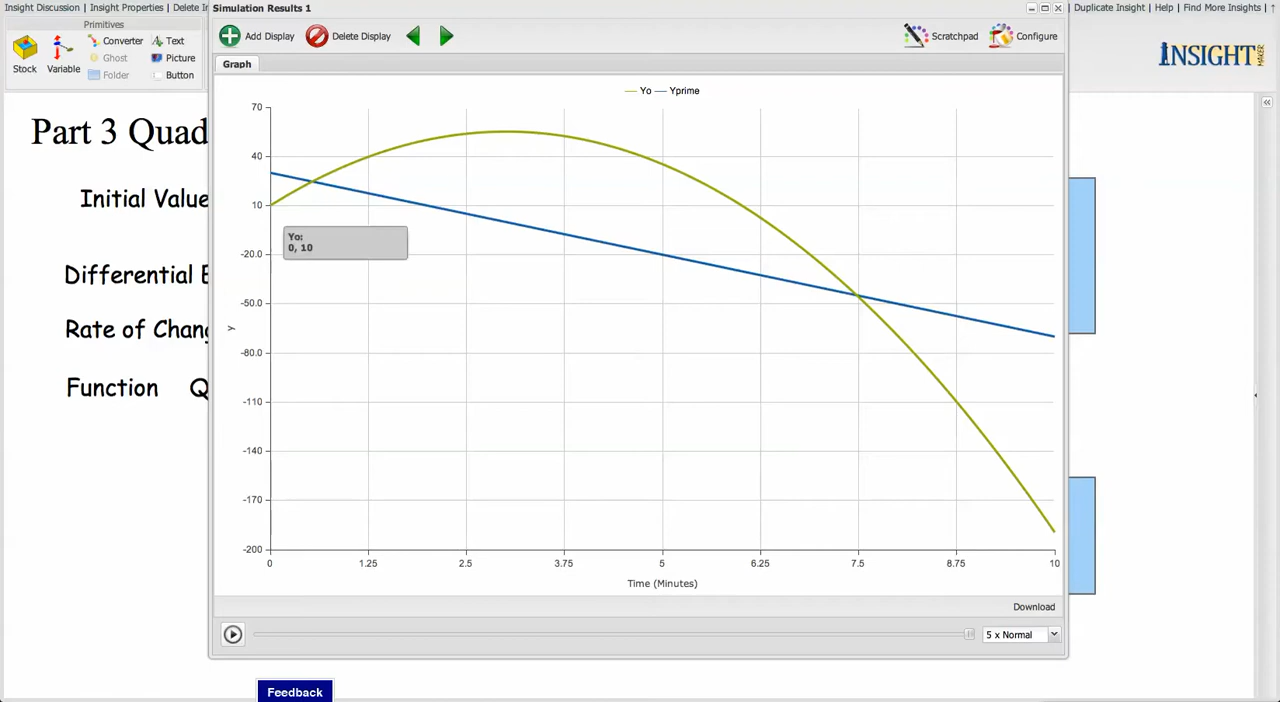 Insight Discussion | Insight Properties | Delete In
Simulation Results 1
Duplicate Insight | Help | Find More Insights |
Primitives
Stock
Variable
Converter
Ghost
Folder
Text
Picture
Button
Add Display
Delete Display
Scratchpad
Configure
INSIGHT MAKER
Graph
Part 3 Quad
Initial Value
Differential E
Rate of Chang
Function Q
Yo Yprime
70
40
10
-20.0
-50.0
-80.0
-110
-140
-170
-200
y
Yo:
0, 10
0 1.25 2.5 3.75 5 6.25 7.5 8.75 10
Time (Minutes)
Download
5 x Normal
Feedback